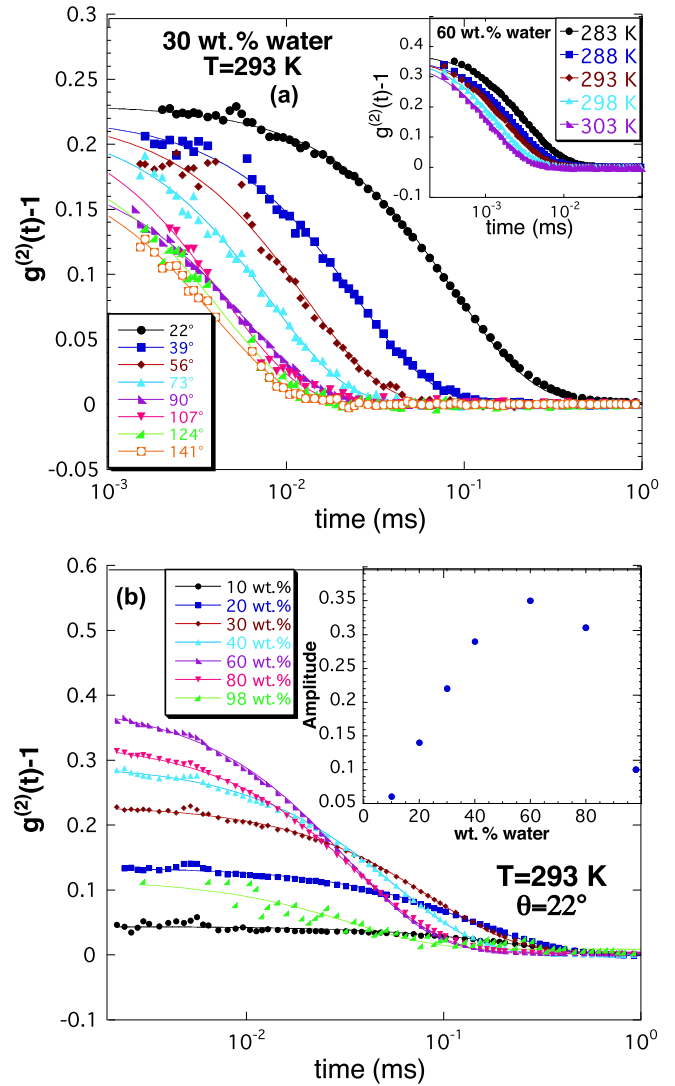 30 wt.% water
T=293 K
(a)
60 wt.% water
283 K
288 K
293 K
298 K
303 K
0.4
0.3
0.2
0.1
0
-0.1
g(2)(t)-1
10-3
10-2
time (ms)
0.3
0.25
0.2
0.15
0.1
0.05
0
-0.05
g(2)(t)-1
22°
39°
56°
73°
90°
107°
124°
141°
10-3
10-2
10-1
100
time (ms)
(b)
10 wt.%
20 wt.%
30 wt.%
40 wt.%
60 wt.%
80 wt.%
98 wt.%
0.35
0.25
0.15
0.05
Amplitude
0
20
40
60
80
wt. % water
0.6
0.5
0.4
0.3
0.2
0.1
0
-0.1
g(2)(t)-1
T=293 K
θ=22°
10-2
10-1
100
time (ms)